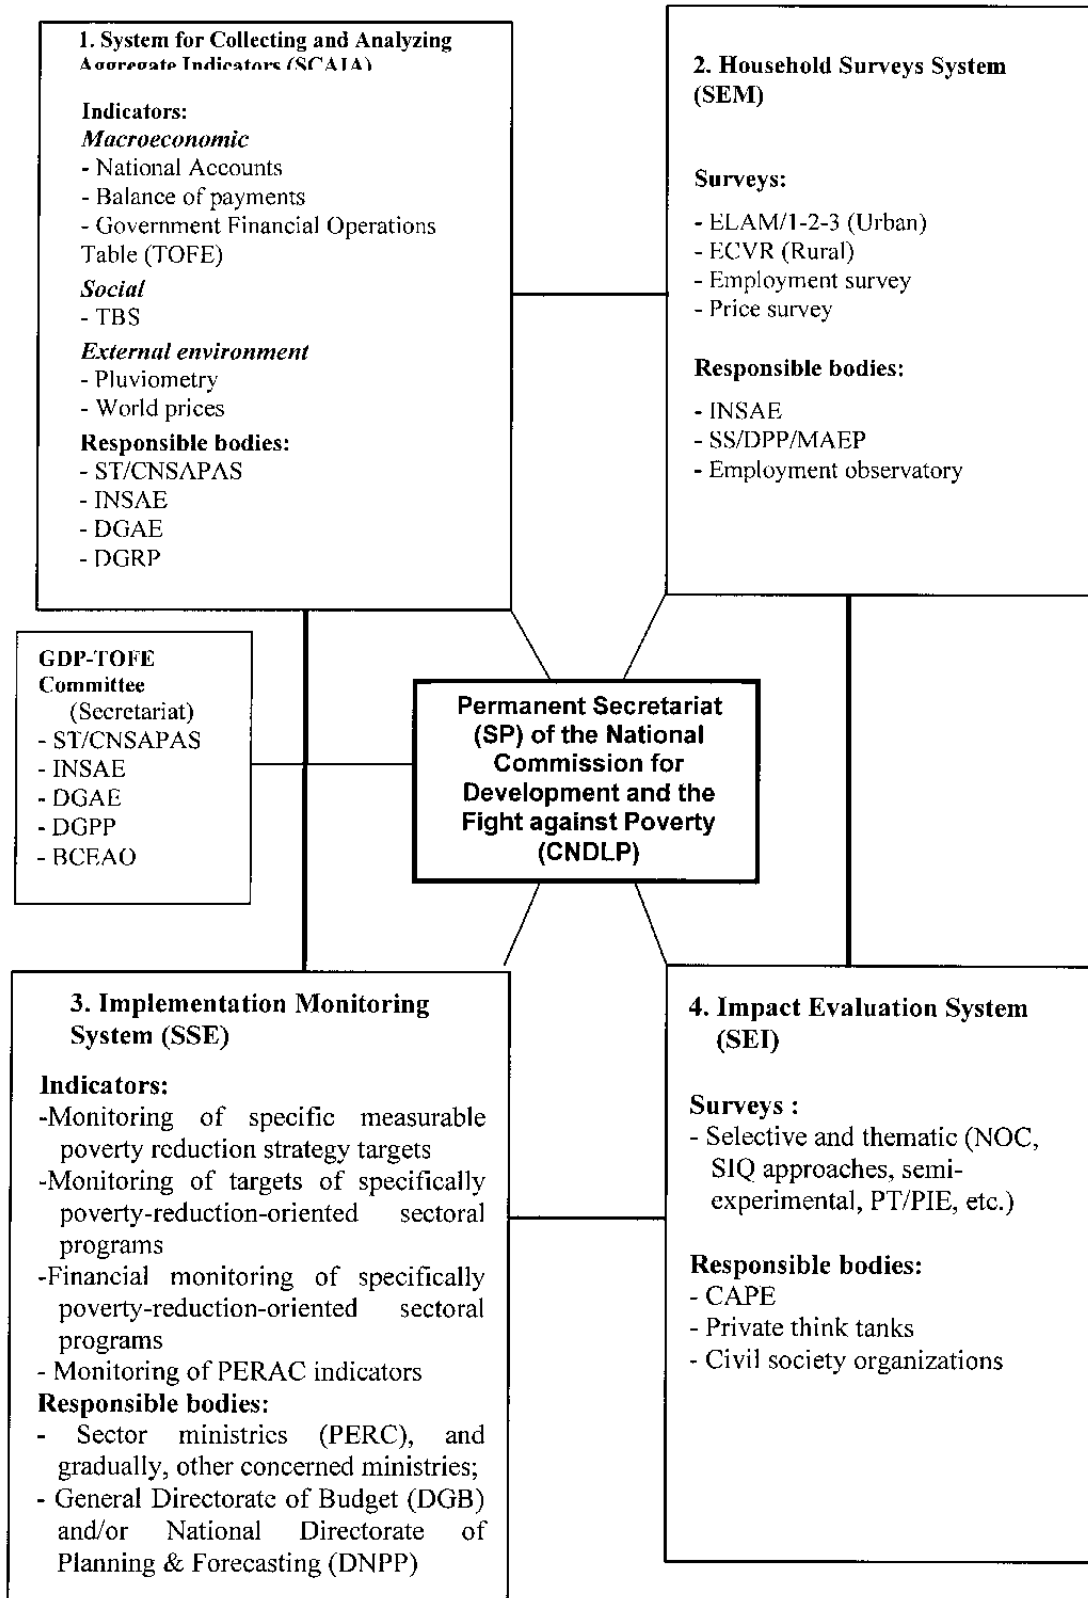 1. System for Collecting and Analyzing
Aggregate Indicators (SCAIA)
Indicators:
Macroeconomic
- National Accounts
- Balance of payments
- Government Financial Operations
Table (TOFE)
Social
- TBS
External environment
- Pluviometry
- World prices
Responsible bodies:
- ST/CNSAPAS
- INSAE
- DGAE
- DGRP
2. Household Surveys System
(SEM)
Surveys:
- ELAM/1-2-3 (Urban)
- ECVR (Rural)
- Employment survey
- Price survey
Responsible bodies:
- INSAE
- SS/DPP/MAEP
- Employment observatory
GDP-TOFE
Committee
(Secretariat)
- ST/CNSAPAS
- INSAE
- DGAE
- DGPP
- BCEAO
Permanent Secretariat
(SP) of the National
Commission for
Development and the
Fight against Poverty
(CNDLP)
3. Implementation Monitoring
System (SSE)
Indicators:
-Monitoring of specific measurable
poverty reduction strategy targets
-Monitoring of targets of specifically
poverty-reduction-oriented sectoral
programs
-Financial monitoring of specifically
poverty-reduction-oriented sectoral
programs
- Monitoring of PERAC indicators
Responsible bodies:
- Sector ministries (PERC), and
gradually, other concerned ministries;
- General Directorate of Budget (DGB)
and/or National Directorate of
Planning & Forecasting (DNPP)
4. Impact Evaluation System
(SEI)
Surveys :
- Selective and thematic (NOC,
SIQ approaches, semi-
experimental, PT/PIE, etc.)
Responsible bodies:
- CAPE
- Private think tanks
- Civil society organizations